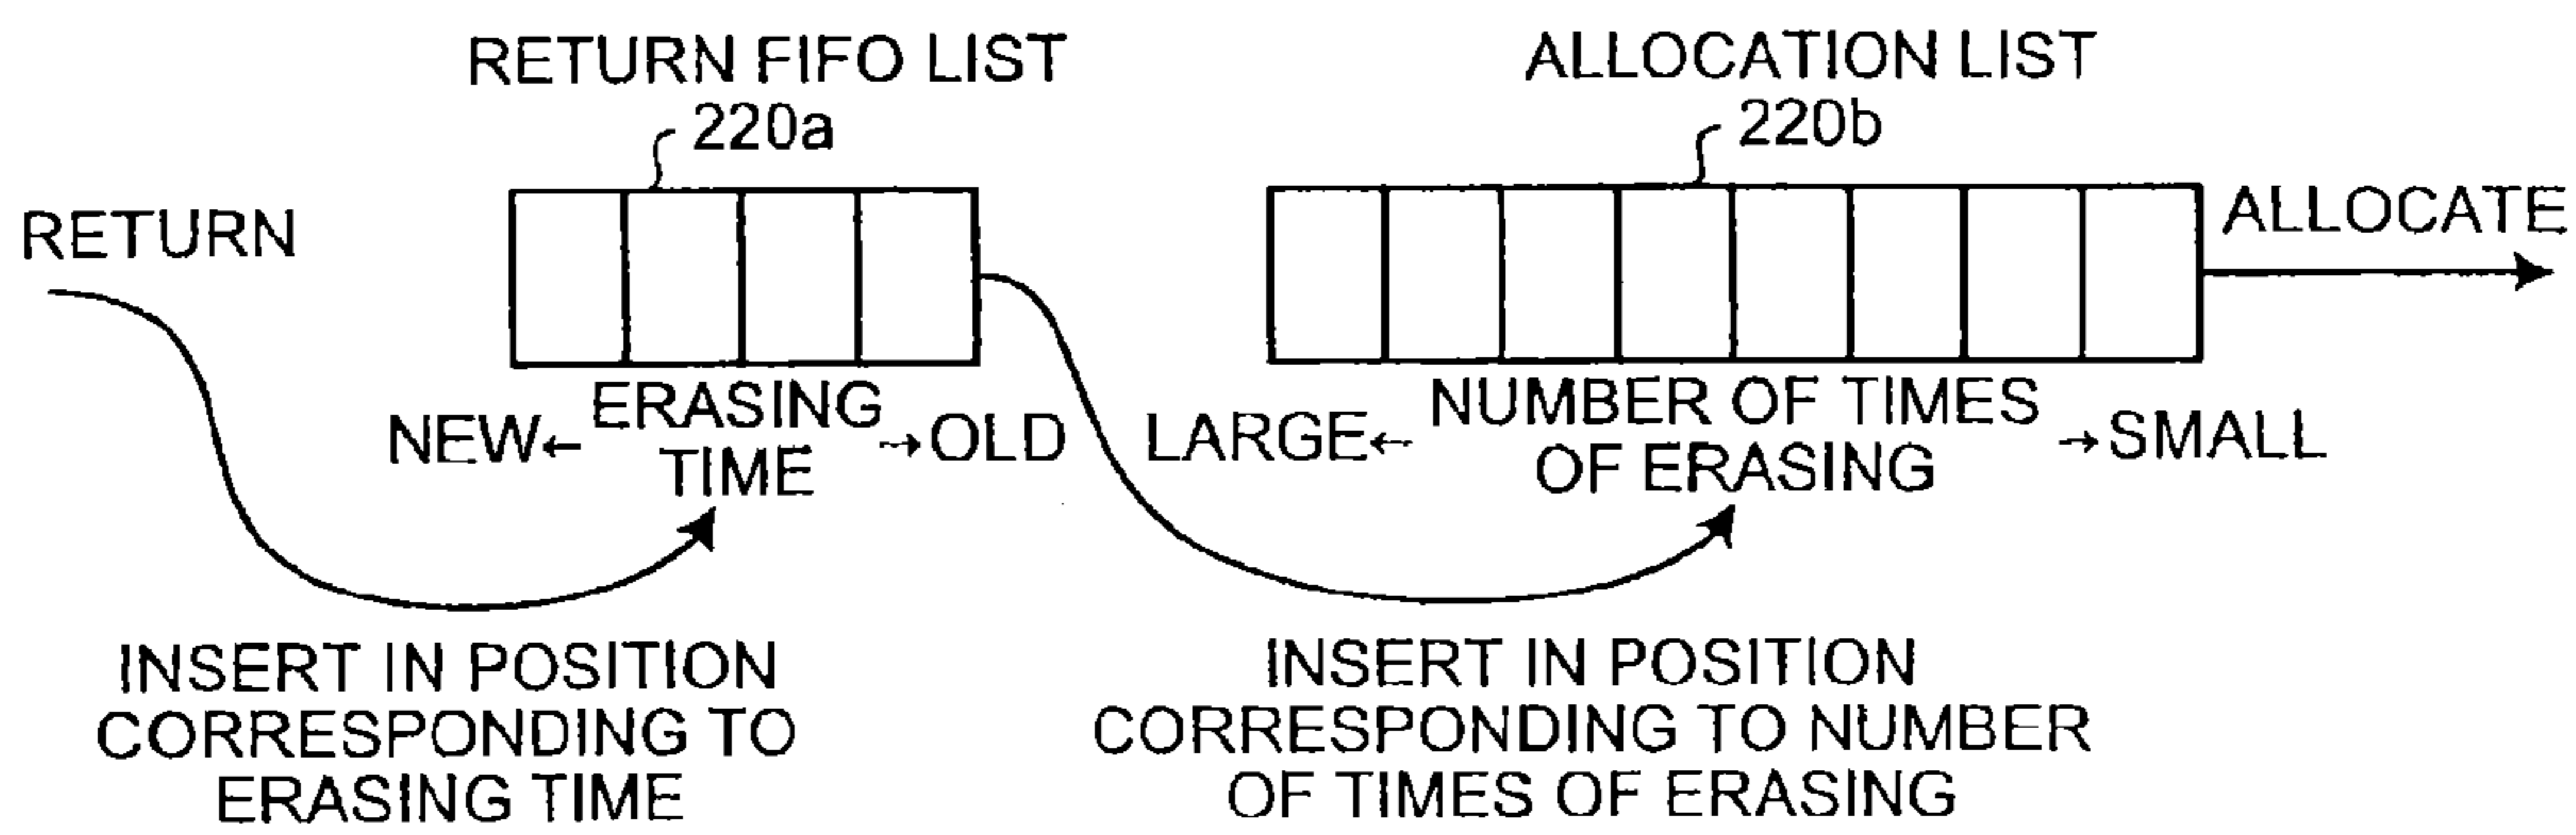 RETURN FIFO LIST
220a
ALLOCATION LIST
220b
RETURN
ALLOCATE
NEW← ERASING TIME →OLD
LARGE← NUMBER OF TIMES OF ERASING →SMALL
INSERT IN POSITION
CORRESPONDING TO
ERASING TIME
INSERT IN POSITION
CORRESPONDING TO NUMBER
OF TIMES OF ERASING